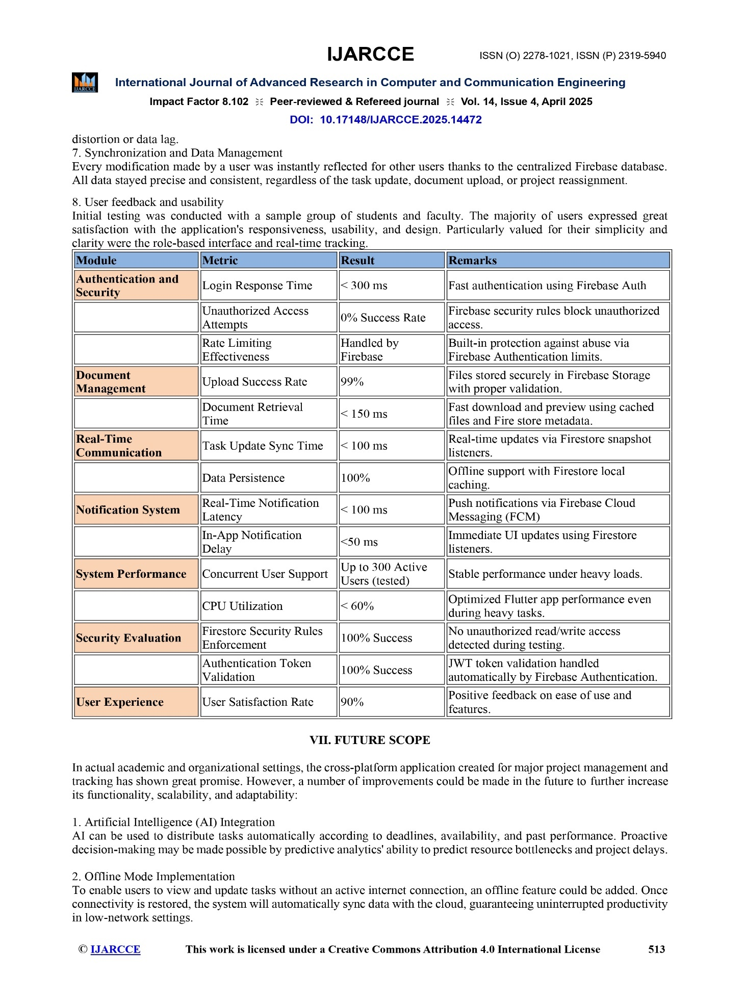 IJARCCE
ISSN (O) 2278-1021, ISSN (P) 2319-5940
IJARCCE
International Journal of Advanced Research in Computer and Communication Engineering
Impact Factor 8.102 Peer-reviewed & Refereed journal Vol. 14, Issue 4, April 2025
DOI: 10.17148/IJARCCE.2025.14472
distortion or data lag.
7. Synchronization and Data Management
Every modification made by a user was instantly reflected for other users thanks to the centralized Firebase database.
All data stayed precise and consistent, regardless of the task update, document upload, or project reassignment.
8. User feedback and usability
Initial testing was conducted with a sample group of students and faculty. The majority of users expressed great
satisfaction with the application's responsiveness, usability, and design. Particularly valued for their simplicity and
clarity were the role-based interface and real-time tracking.
Module Metric Result Remarks
Authentication and
Security
Login Response Time
< 300 ms
Fast authentication using Firebase Auth
Unauthorized Access
Attempts
0% Success Rate
Firebase security rules block unauthorized
access.
Rate Limiting
Effectiveness
Handled by
Firebase
Built-in protection against abuse via
Firebase Authentication limits.
Document
Management
Upload Success Rate
99%
Files stored securely in Firebase Storage
with proper validation.
Document Retrieval
Time
< 150 ms
Fast download and preview using cached
files and Fire store metadata.
Real-Time
Communication
Task Update Sync Time
< 100 ms
Real-time updates via Firestore snapshot
listeners.
Data Persistence
100%
Offline support with Firestore local
caching.
Notification System
Real-Time Notification
Latency
< 100 ms
Push notifications via Firebase Cloud
Messaging (FCM)
In-App Notification
Delay
<50 ms
Immediate UI updates using Firestore
listeners.
System Performance
Concurrent User Support
Up to 300 Active
Users (tested)
Stable performance under heavy loads.
CPU Utilization
< 60%
Optimized Flutter app performance even
during heavy tasks.
Security Evaluation
Firestore Security Rules
Enforcement
100% Success
No unauthorized read/write access
detected during testing.
Authentication Token
Validation
100% Success
JWT token validation handled
automatically by Firebase Authentication.
User Experience
User Satisfaction Rate
90%
Positive feedback on ease of use and
features.
VII. FUTURE SCOPE
In actual academic and organizational settings, the cross-platform application created for major project management and
tracking has shown great promise. However, a number of improvements could be made in the future to further increase
its functionality, scalability, and adaptability:
1. Artificial Intelligence (AI) Integration
AI can be used to distribute tasks automatically according to deadlines, availability, and past performance. Proactive
decision-making may be made possible by predictive analytics' ability to predict resource bottlenecks and project delays.
2. Offline Mode Implementation
To enable users to view and update tasks without an active internet connection, an offline feature could be added. Once
connectivity is restored, the system will automatically sync data with the cloud, guaranteeing uninterrupted productivity
in low-network settings.
© IJARCCE This work is licensed under a Creative Commons Attribution 4.0 International License 513